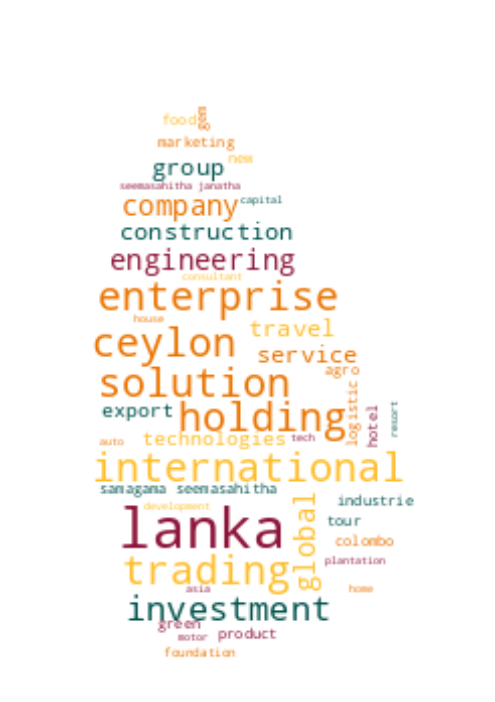 food
gem
marketing
new
group
seemasahitha janatha
company
capital
construction
engineering
consultant
enterprise
house
travel
ceylon
service
agro
solution
logistic
hotel
resort
export
holding
auto
technologies
tech
international
samagama seemasahitha
global
industrie
development
lanka
tour
colombo
trading
plantation
asia
home
investment
green
motor
product
foundation